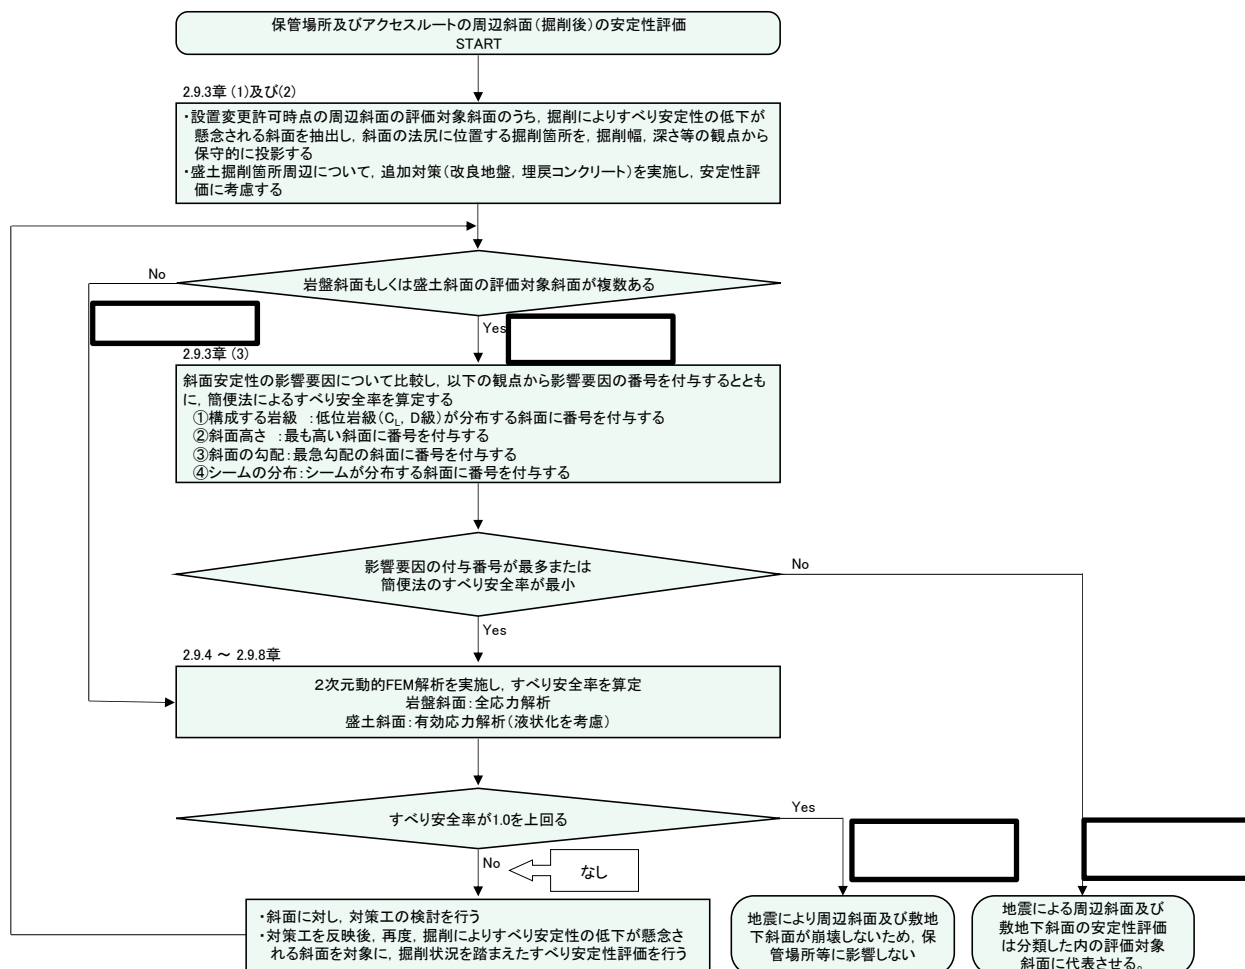 保管場所及びアクセスルートの周辺斜面(掘削後)の安定性評価
START
2.9.3章 (1)及び(2)
・設置変更許可時点の周辺斜面の評価対象斜面のうち, 掘削によりすべり安定性の低下が
懸念される斜面を抽出し, 斜面の法尻に位置する掘削箇所を, 掘削幅, 深さ等の観点から
保守的に投影する
・盛土掘削箇所周辺について, 追加対策(改良地盤, 埋戻コンクリート)を実施し, 安定性評
価に考慮する
No
岩盤斜面もしくは盛土斜面の評価対象斜面が複数ある
Yes
2.9.3章 (3)
斜面安定性の影響要因について比較し, 以下の観点から影響要因の番号を付与するととも
に, 簡便法によるすべり安全率を算定する
①構成する岩級 :低位岩級(CL, D級)が分布する斜面に番号を付与する
②斜面高さ :最も高い斜面に番号を付与する
③斜面の勾配:最急勾配の斜面に番号を付与する
④シームの分布:シームが分布する斜面に番号を付与する
影響要因の付与番号が最多または
簡便法のすべり安全率が最小
No
Yes
2.9.4 ~ 2.9.8章
2次元動的FEM解析を実施し, すべり安全率を算定
岩盤斜面:全応力解析
盛土斜面:有効応力解析(液状化を考慮)
すべり安全率が1.0を上回る
Yes
No
なし
・斜面に対し, 対策工の検討を行う
・対策工を反映後, 再度, 掘削によりすべり安定性の低下が懸念さ
れる斜面を対象に, 掘削状況を踏まえたすべり安定性評価を行う
地震により周辺斜面及び敷地
下斜面が崩壊しないため, 保
管場所等に影響しない
地震による周辺斜面及び
敷地下斜面の安定性評価
は分類した内の評価対象
斜面に代表させる。